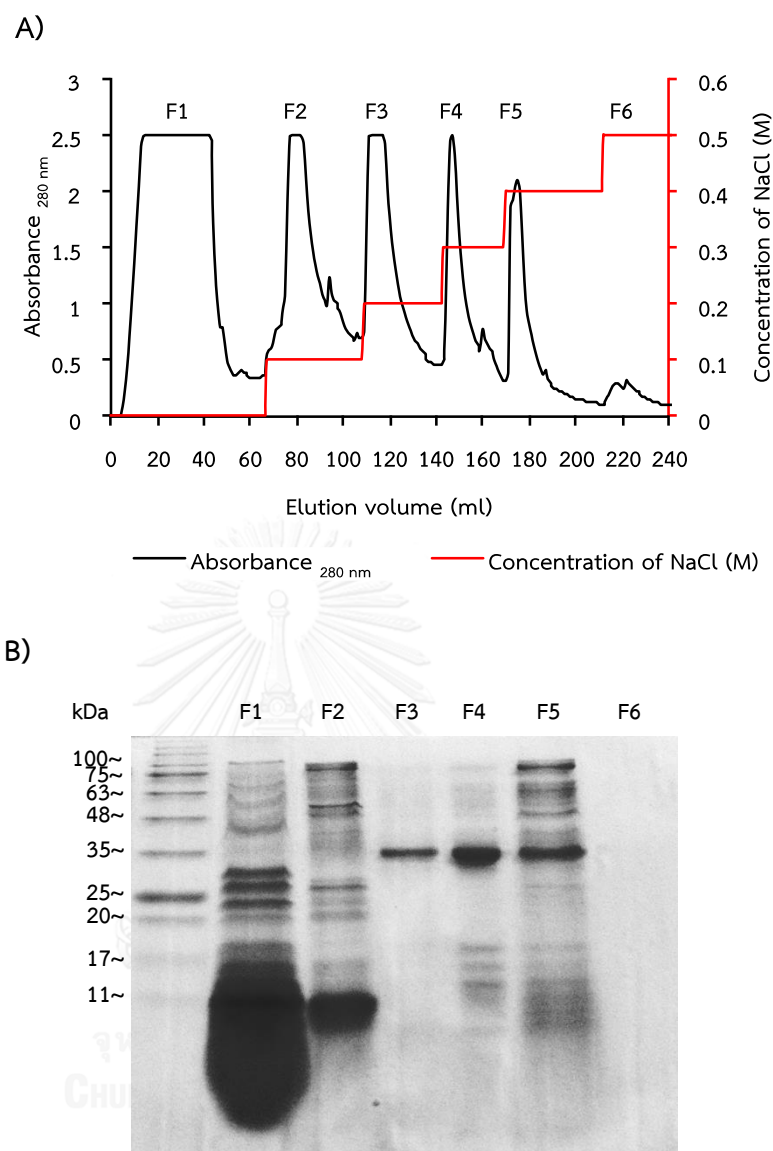 A)
3
2.5
2
1.5
1
0.5
0
Absorbance 280 nm
F1 F2 F3 F4 F5 F6
0.6
0.5
0.4
0.3
0.2
0.1
0
Concentration of NaCl (M)
0 20 40 60 80 100 120 140 160 180 200 220 240
Elution volume (ml)
Absorbance 280 nm Concentration of NaCl (M)
B)
kDa F1 F2 F3 F4 F5 F6
100~
75~
63~
48~
35~
25~
20~
17~
11~